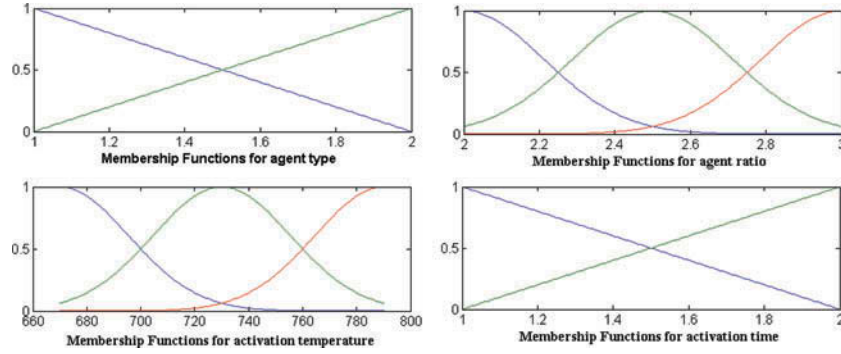 1
0.5
0
1 1.2 1.4 1.6 1.8 2
Membership Functions for agent type
1
0.5
0
2 2.2 2.4 2.6 2.8 3
Membership Functions for agent ratio
1
0.5
0
660 680 700 720 740 760 780 800
Membership Functions for activation temperature
1
0.5
0
1 1.2 1.4 1.6 1.8 2
Membership Functions for activation time